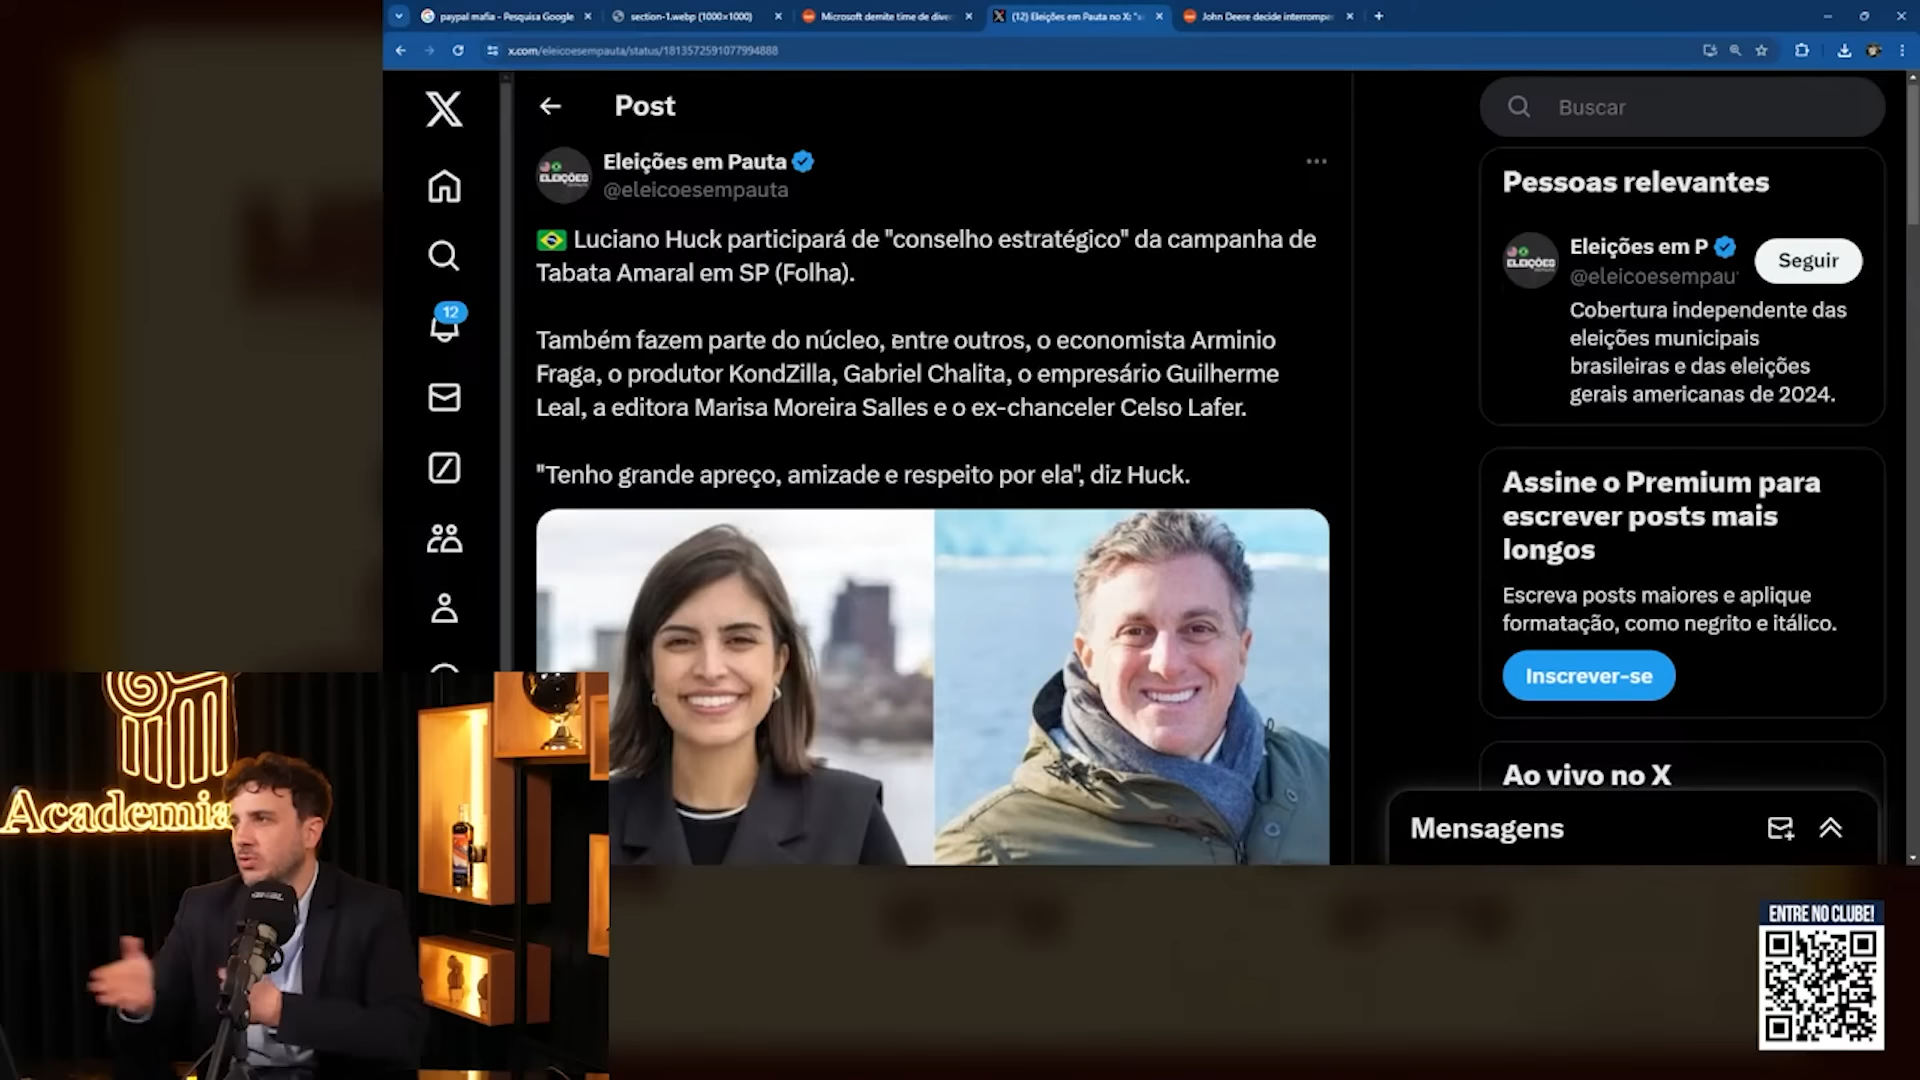 paypal mafia - Pesquisa Google
section-1.webp (1000×1000)
Microsoft demite time de diver
(12) Eleições em Pauta no X: "
John Deere decide interrompe
x.com/eleicoesempauta/status/1813572591077994888
Post
Buscar
ELEIÇÕES
Eleições em Pauta
@eleicoesempauta
Luciano Huck participará de "conselho estratégico" da campanha de
Tabata Amaral em SP (Folha).
Também fazem parte do núcleo, entre outros, o economista Arminio
Fraga, o produtor KondZilla, Gabriel Chalita, o empresário Guilherme
Leal, a editora Marisa Moreira Salles e o ex-chanceler Celso Lafer.
"Tenho grande apreço, amizade e respeito por ela", diz Huck.
12
Pessoas relevantes
ELEIÇÕES
Eleições em P
@eleicoesempau
Seguir
Cobertura independente das
eleições municipais
brasileiras e das eleições
gerais americanas de 2024.
Assine o Premium para
escrever posts mais
longos
Escreva posts maiores e aplique
formatação, como negrito e itálico.
Inscrever-se
Ao vivo no X
Mensagens
Academia
ENTRE NO CLUBE!